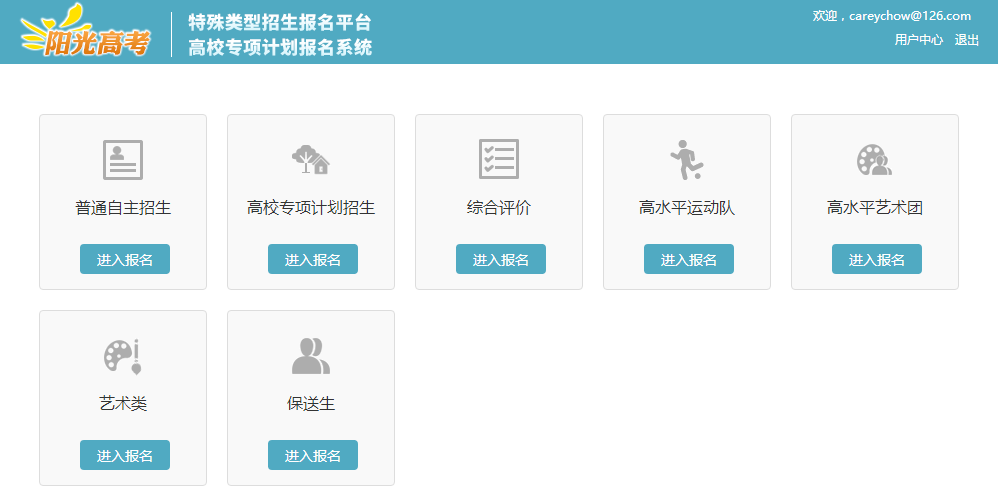 阳光高考
特殊类型招生报名平台
高校专项计划报名系统
欢迎，careychow@126.com
用户中心 退出
普通自主招生
高校专项计划招生
综合评价
高水平运动队
高水平艺术团
进入报名
进入报名
进入报名
进入报名
进入报名
艺术类
保送生
进入报名
进入报名